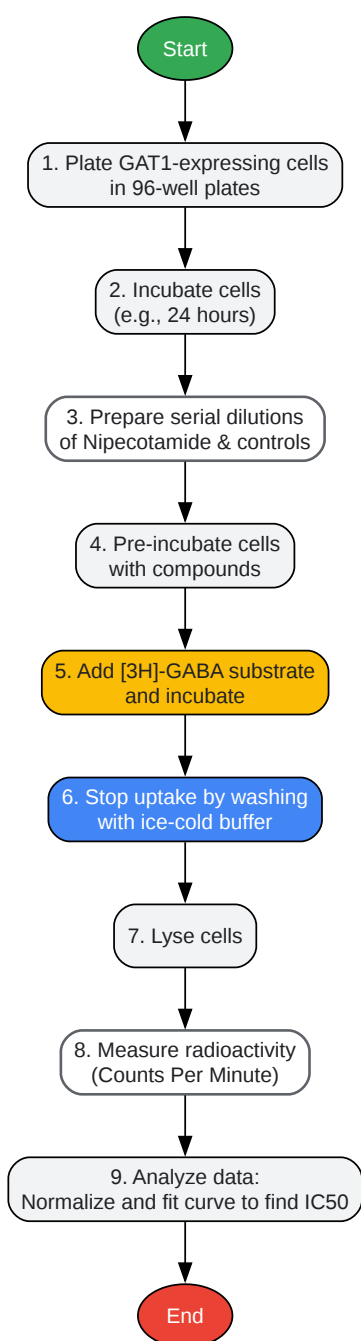 Start
1. Plate GAT1-expressing cells
in 96-well plates
2. Incubate cells
(e.g., 24 hours)
3. Prepare serial dilutions
of Nipecotamide & controls
4. Pre-incubate cells
with compounds
5. Add [3H]-GABA substrate
and incubate
6. Stop uptake by washing
with ice-cold buffer
7. Lyse cells
8. Measure radioactivity
(Counts Per Minute)
9. Analyze data:
Normalize and fit curve to find IC50
End